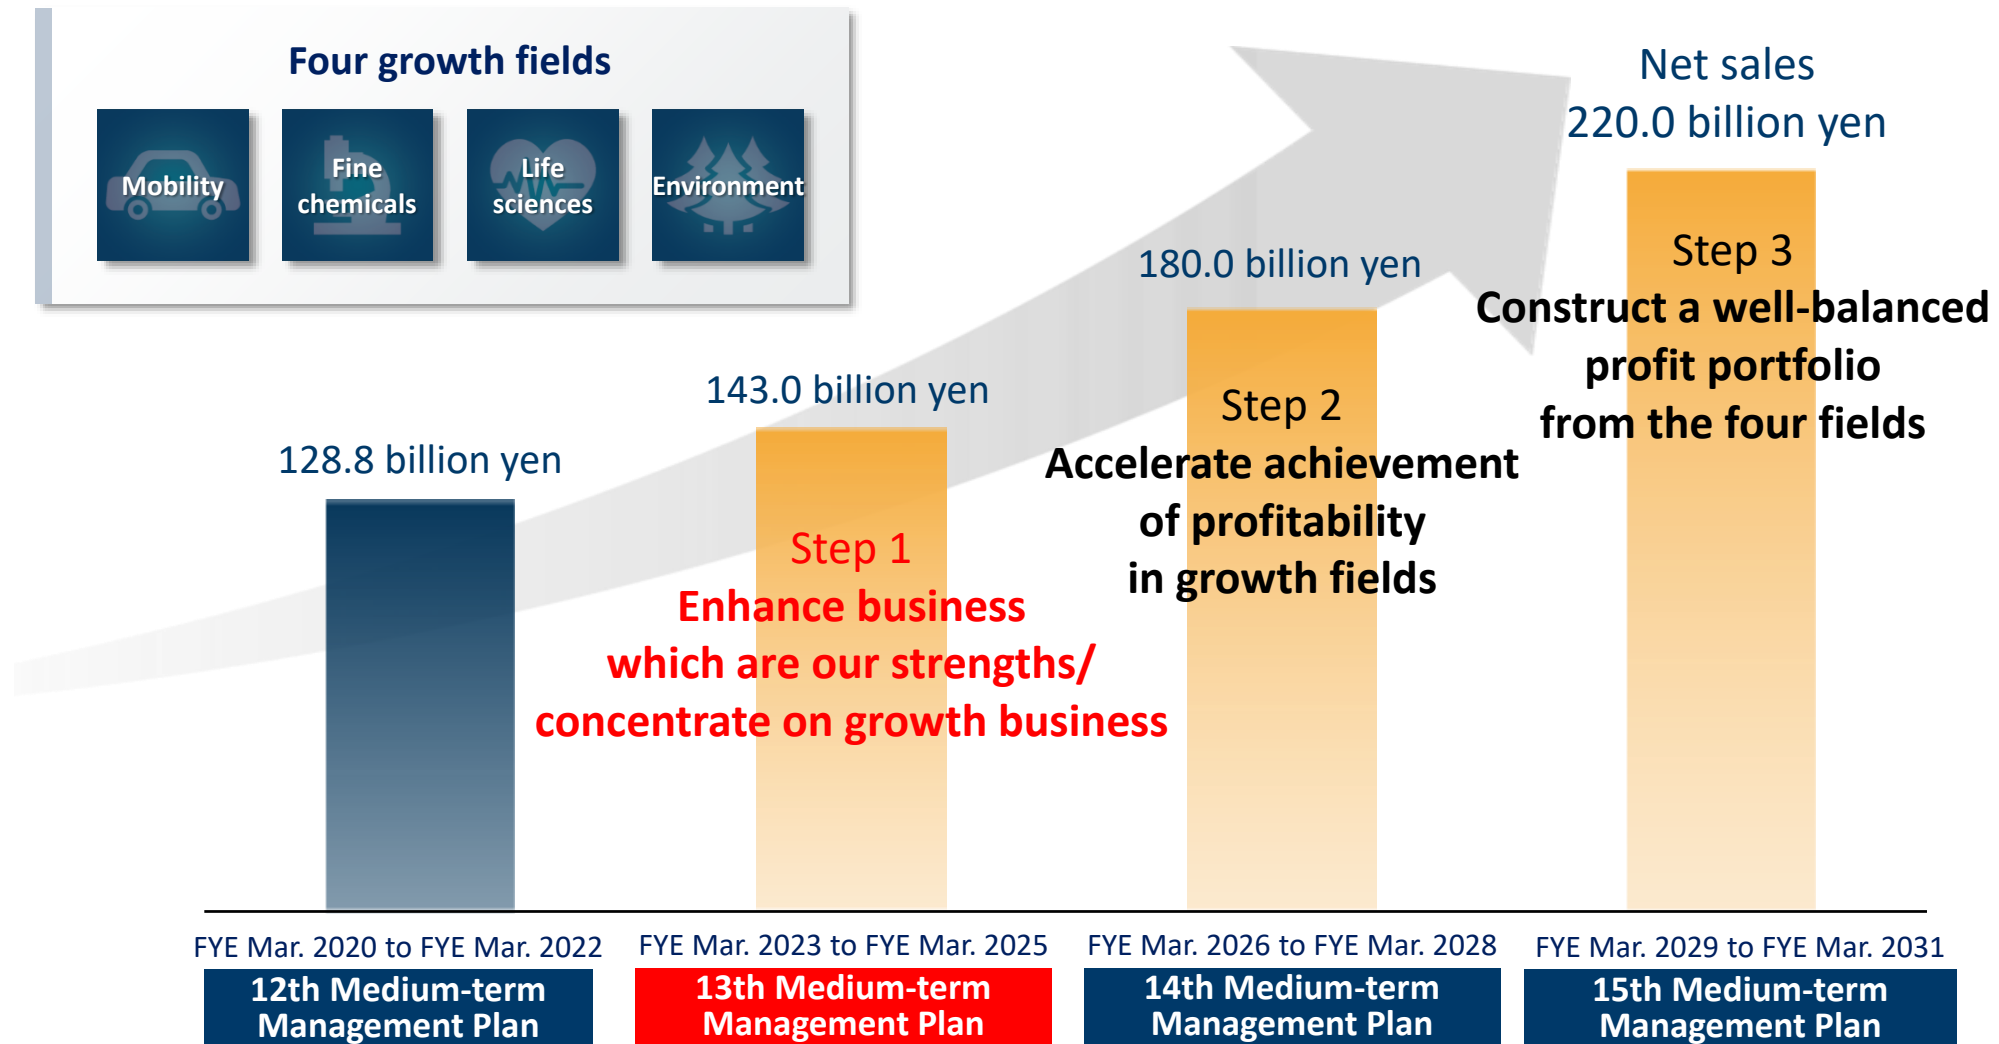 Four growth fields
Mobility
Fine
chemicals
Life
sciences
Environment
Net sales
220.0 billion yen
180.0 billion yen
143.0 billion yen
128.8 billion yen
Step 1
Enhance business
which are our strengths/
concentrate on growth business
Step 2
Accelerate achievement
of profitability
in growth fields
Step 3
Construct a well-balanced
profit portfolio
from the four fields
FYE Mar. 2020 to FYE Mar. 2022
12th Medium-term
Management Plan
FYE Mar. 2023 to FYE Mar. 2025
13th Medium-term
Management Plan
FYE Mar. 2026 to FYE Mar. 2028
14th Medium-term
Management Plan
FYE Mar. 2029 to FYE Mar. 2031
15th Medium-term
Management Plan